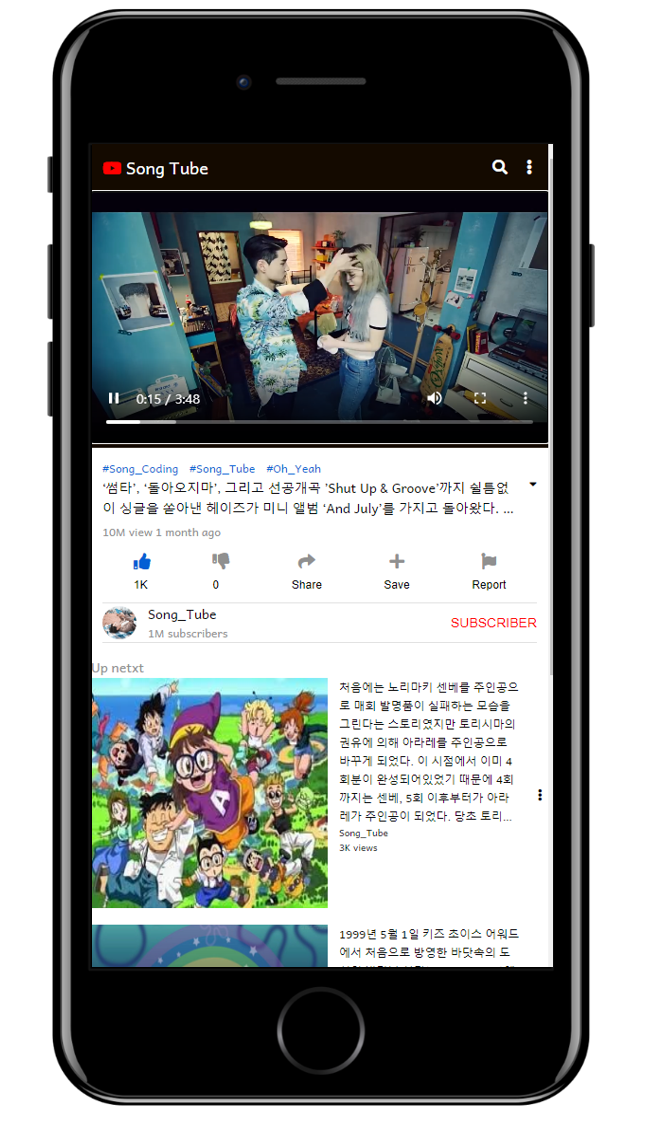 Song Tube
0:15 / 3:48
#Song_Coding #Song_Tube #Oh_Yeah
‘썸타’, ‘돌아오지마’, 그리고 선공개곡 ’Shut Up & Groove’까지 쉴틈없
이 싱글을 쏟아낸 헤이즈가 미니 앨범 ‘And July’를 가지고 돌아왔다. ...
10M view 1 month ago
1K 0 Share Save Report
Song_Tube
1M subscribers
SUBSCRIBER
Up netxt
처음에는 노리마키 센베를 주인공으
로 매회 발명품이 실패하는 모습을
그린다는 스토리였지만 토리시마의
권유에 의해 아라레를 주인공으로
바꾸게 되었다. 이 시점에서 이미 4
회분이 완성되어있었기 때문에 4회
까지는 센베, 5회 이후부터가 아라
레가 주인공이 되었다. 당초 토리...
Song_Tube
3K views
A
1999년 5월 1일 키즈 초이스 어워드
에서 처음으로 방영한 바닷속의 도